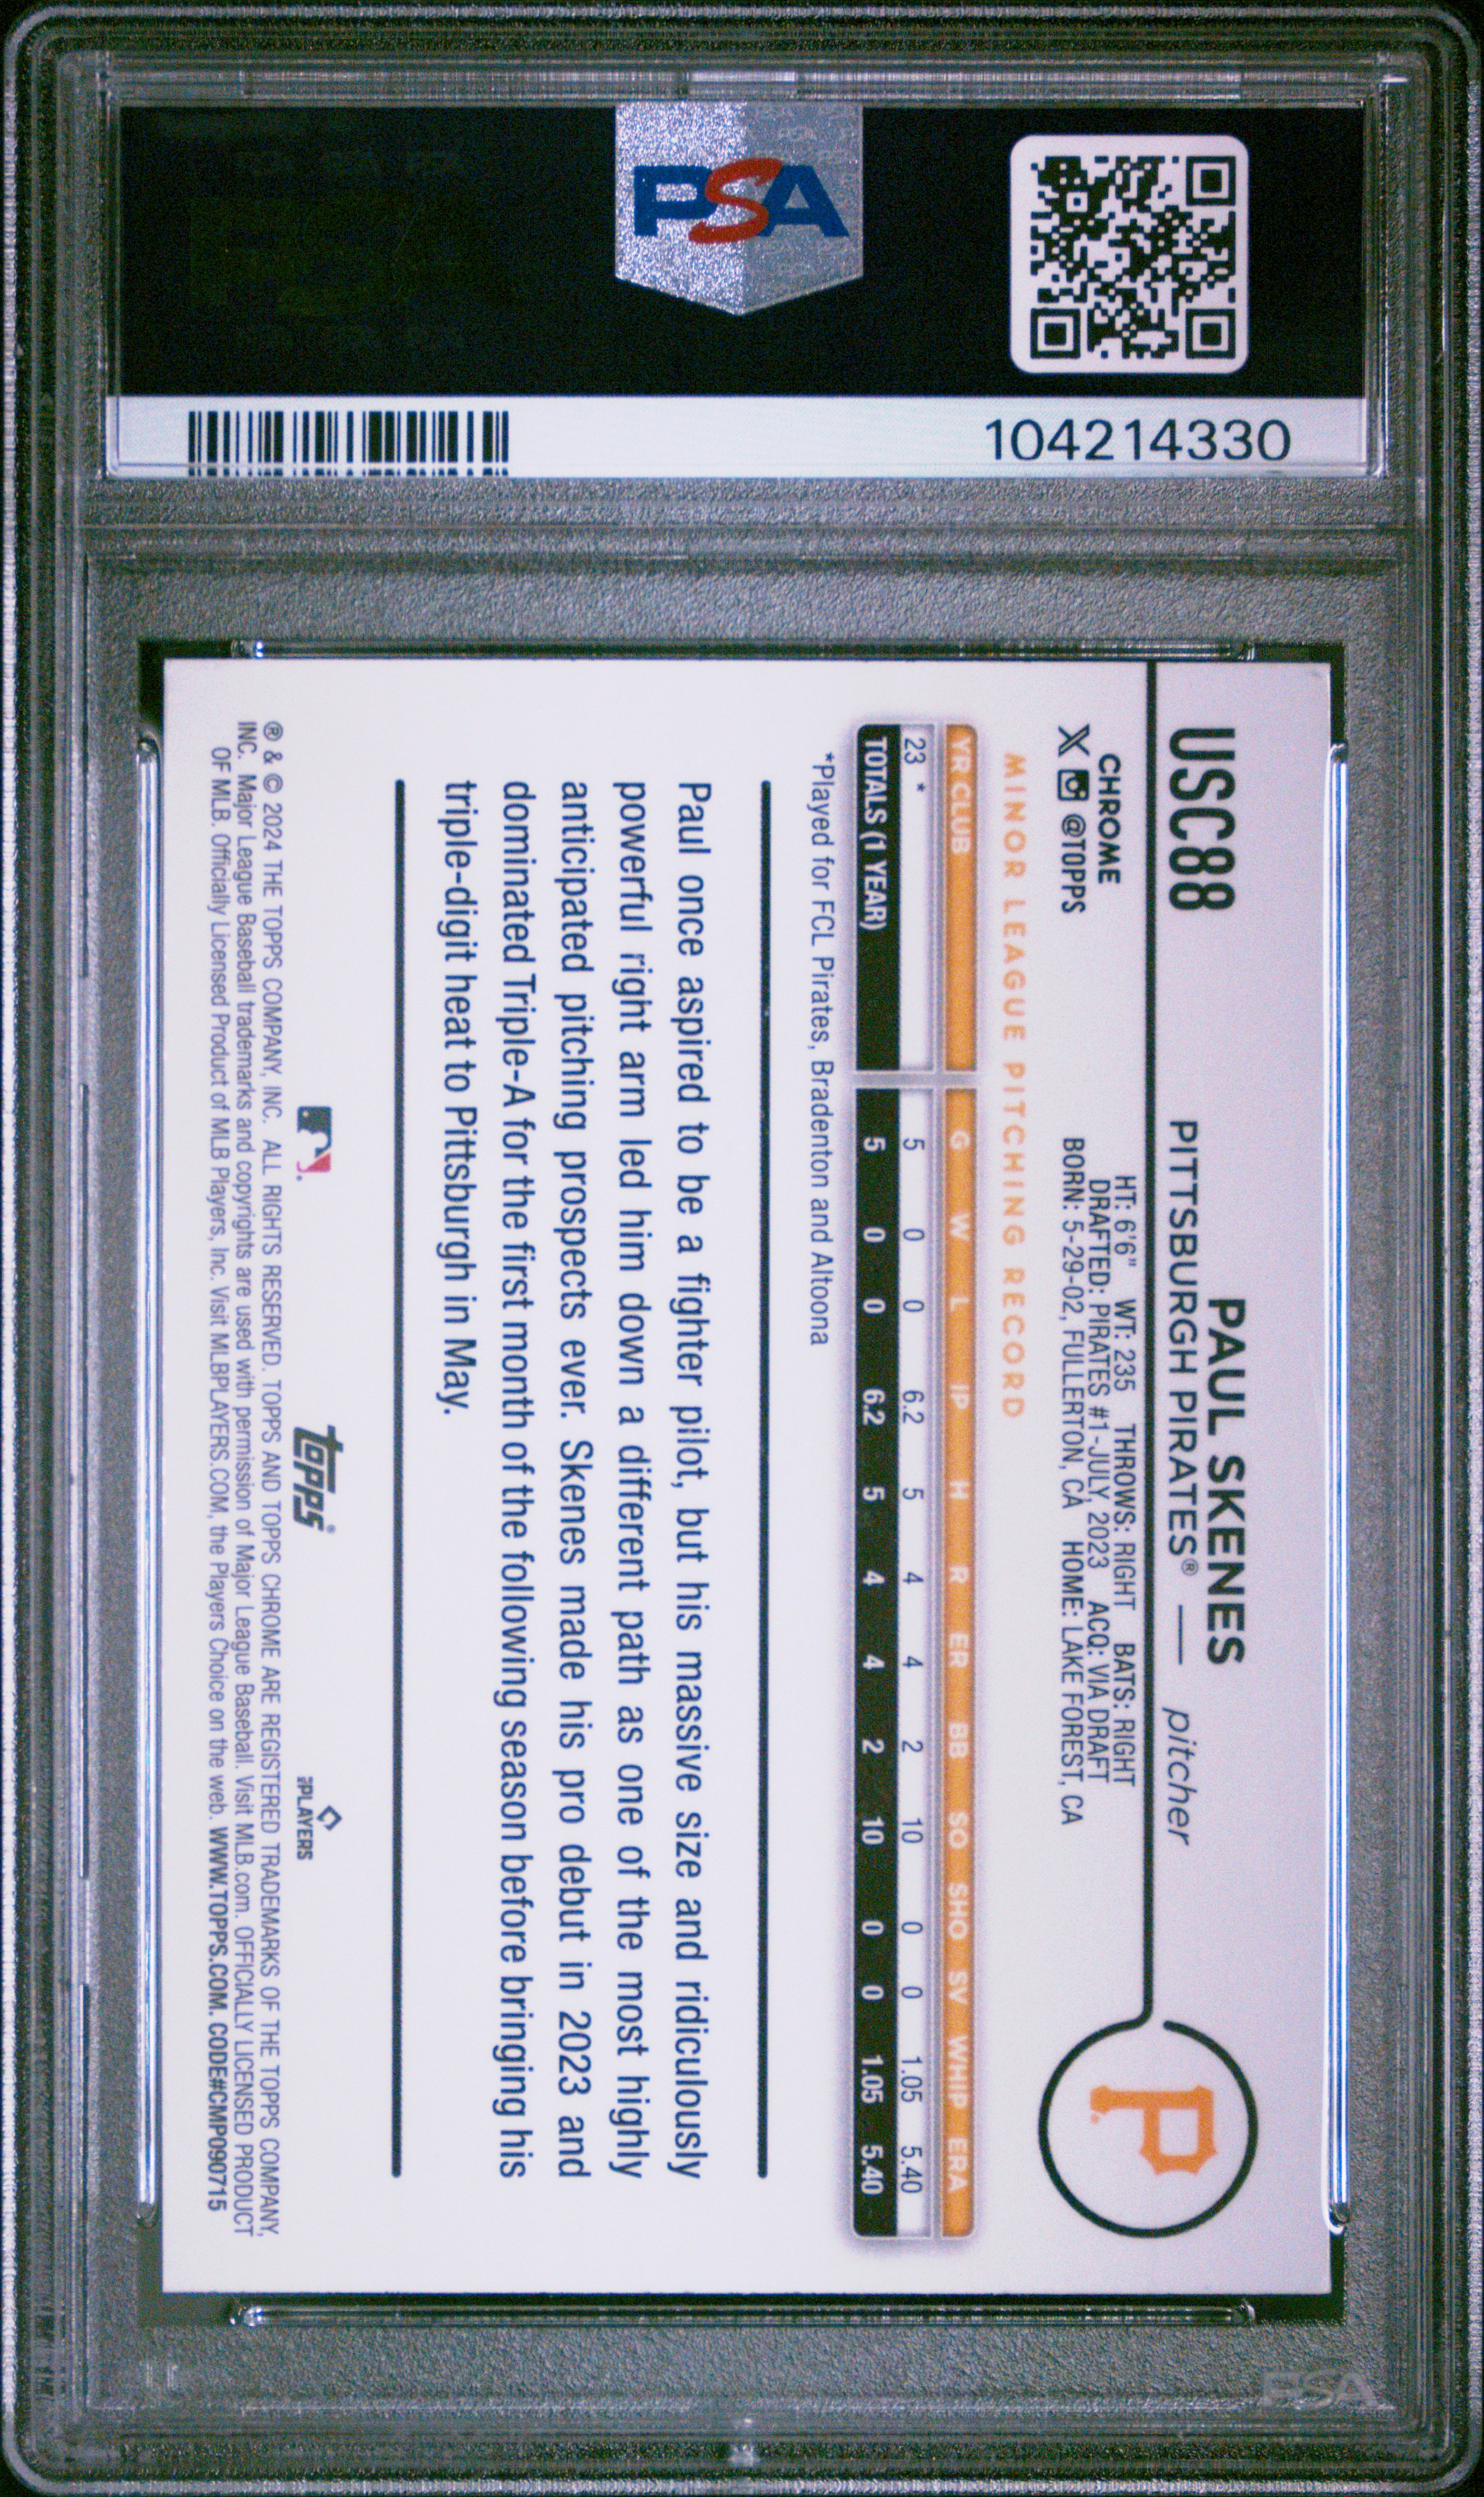 PSA
104214330
USC88
PAUL SKENES
PITTSBURGH PIRATES® — pitcher
CHROME
X @TOPPS
HT: 6'6" WT: 235 THROWS: RIGHT BATS: RIGHT
DRAFTED: PIRATES #1-JULY, 2023 ACQ: VIA DRAFT
BORN: 5-29-02, FULLERTON, CA HOME: LAKE FOREST, CA
P
MINOR LEAGUE PITCHING RECORD
YR CLUB G W L IP H R ER BB SO SHO SV WHIP ERA
23 * 5 0 0 6.2 5 4 4 2 10 0 0 1.05 5.40
TOTALS (1 YEAR) 5 0 0 6.2 5 4 4 2 10 0 0 1.05 5.40
*Played for FCL Pirates, Bradenton and Altoona
Paul once aspired to be a fighter pilot, but his massive size and ridiculously
powerful right arm led him down a different path as one of the most highly
anticipated pitching prospects ever. Skenes made his pro debut in 2023 and
dominated Triple-A for the first month of the following season before bringing his
triple-digit heat to Pittsburgh in May.
topps®
PLAYERS
® & © 2024 THE TOPPS COMPANY, INC. ALL RIGHTS RESERVED. TOPPS AND TOPPS CHROME ARE REGISTERED TRADEMARKS OF THE TOPPS COMPANY,
INC. Major League Baseball trademarks and copyrights are used with permission of Major League Baseball. Visit MLB.com. OFFICIALLY LICENSED PRODUCT
OF MLB. Officially Licensed Product of MLB Players, Inc. Visit MLBPLAYERS.COM, the Players Choice on the web. WWW.TOPPS.COM. CODE#CMP090715
PSA